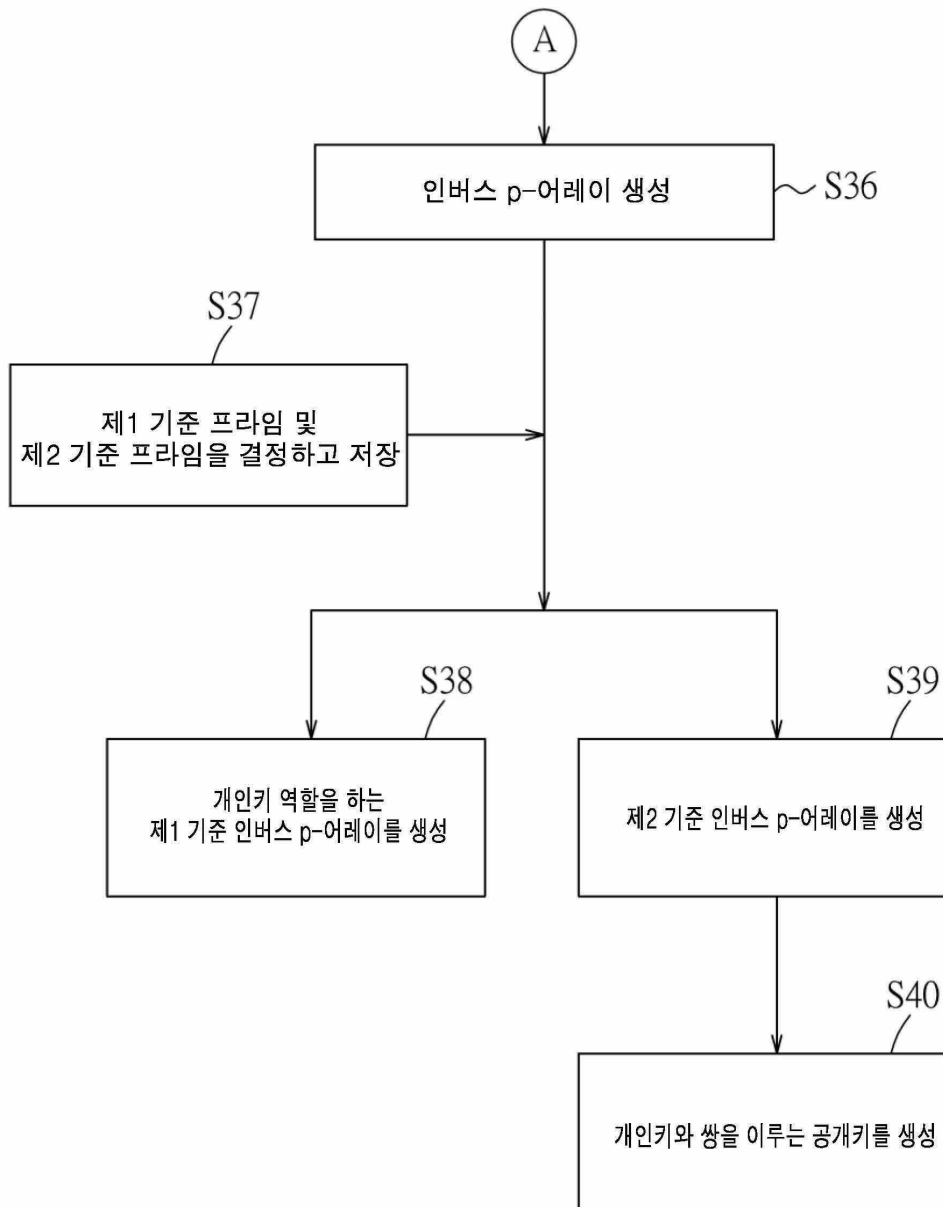 A
인버스 p-어레이 생성
S36
S37
제1 기준 프라임 및
제2 기준 프라임을 결정하고 저장
S38
개인키 역할을 하는
제1 기준 인버스 p-어레이를 생성
S39
제2 기준 인버스 p-어레이를 생성
S40
개인키와 쌍을 이루는 공개키를 생성